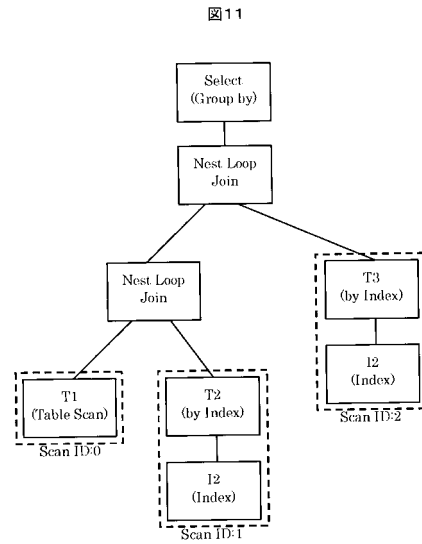 図11
Select
(Group by)
Nest Loop
Join
Nest Loop
Join
T3
(by Index)
I2
(Index)
Scan ID:2
T1
(Table Scan)
Scan ID:0
T2
(by Index)
I2
(Index)
Scan ID:1